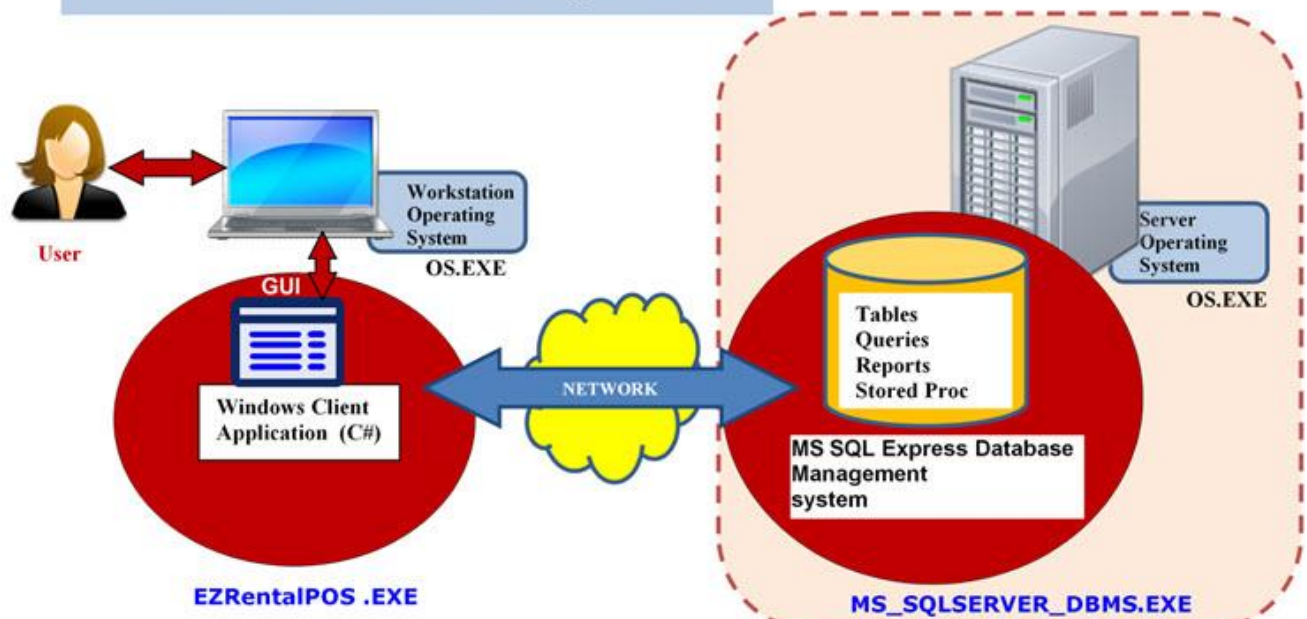 User
Workstation
Operating
System
OS.EXE
GUI
Windows Client
Application (C#)
EZRentalPOS .EXE
NETWORK
Server
Operating
System
OS.EXE
Tables
Queries
Reports
Stored Proc
MS SQL Express Database
Management
system
MS_SQLSERVER_DBMS.EXE